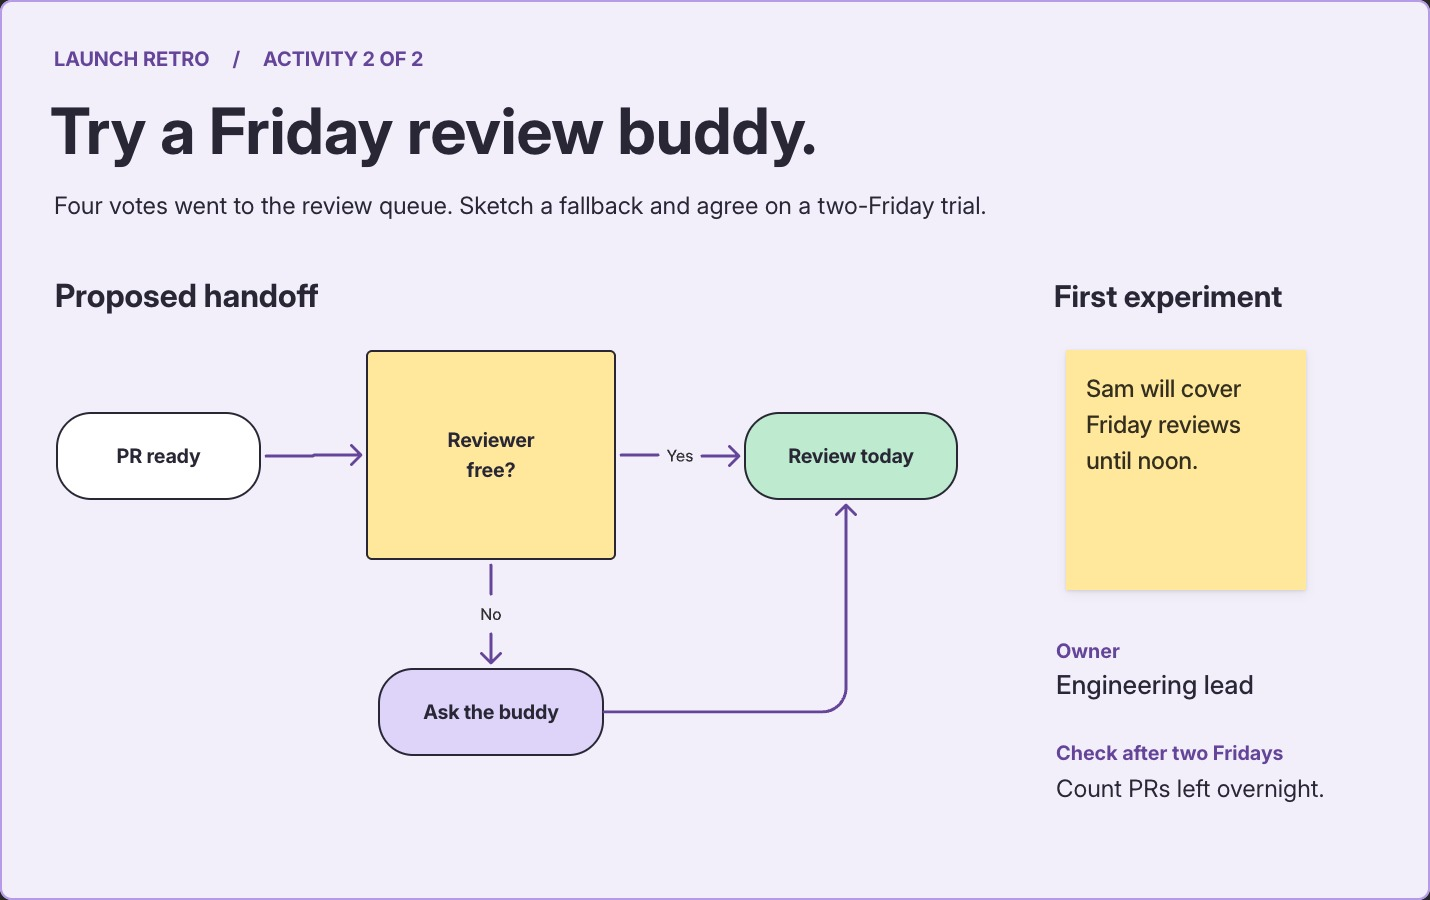 LAUNCH RETRO / ACTIVITY 2 OF 2
Try a Friday review buddy.
Four votes went to the review queue. Sketch a fallback and agree on a two-Friday trial.
Proposed handoff
PR ready
Reviewer
free?
Yes
Review today
No
Ask the buddy
First experiment
Sam will cover
Friday reviews
until noon.
Owner
Engineering lead
Check after two Fridays
Count PRs left overnight.